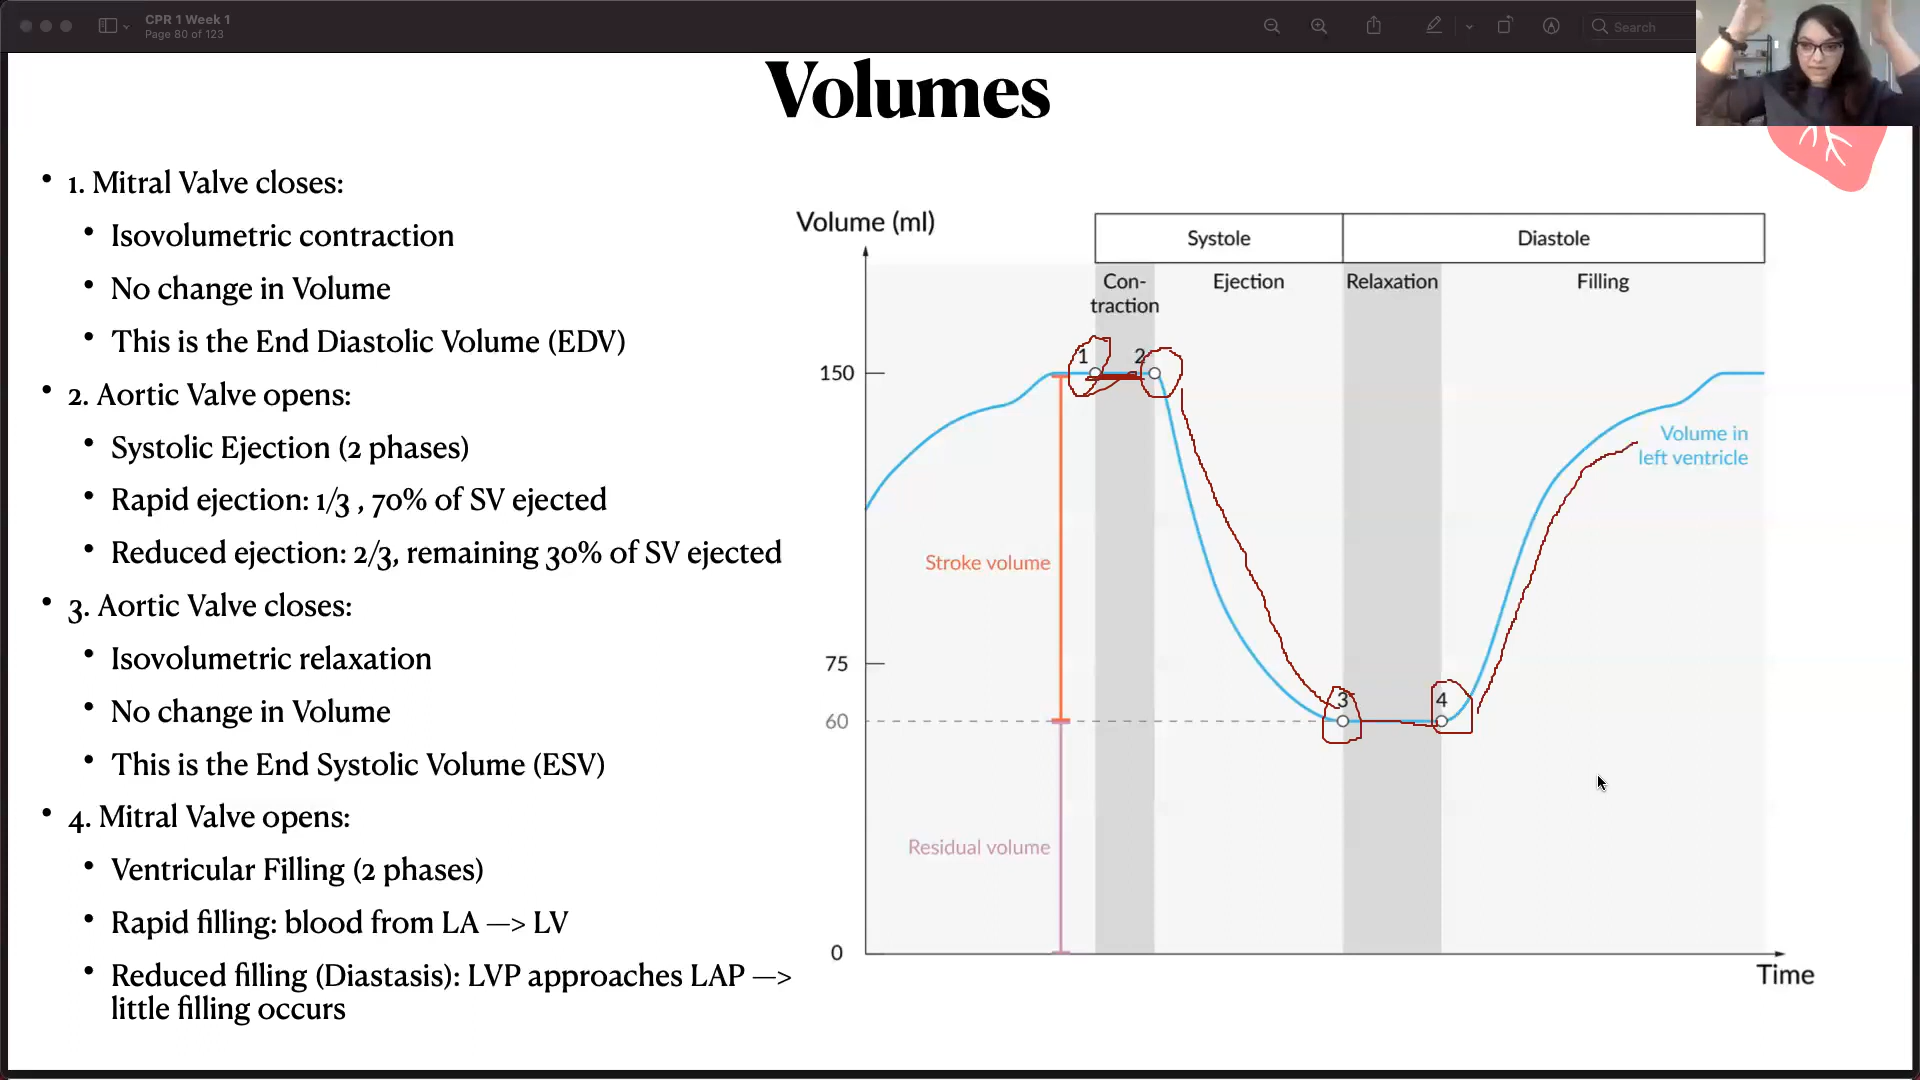 CPR 1 Week 1
Page 80 of 123
Search
Volumes
• 1. Mitral Valve closes:
• Isovolumetric contraction
• No change in Volume
• This is the End Diastolic Volume (EDV)
• 2. Aortic Valve opens:
• Systolic Ejection (2 phases)
• Rapid ejection: 1/3 , 70% of SV ejected
• Reduced ejection: 2/3, remaining 30% of SV ejected
• 3. Aortic Valve closes:
• Isovolumetric relaxation
• No change in Volume
• This is the End Systolic Volume (ESV)
• 4. Mitral Valve opens:
• Ventricular Filling (2 phases)
• Rapid filling: blood from LA —> LV
• Reduced filling (Diastasis): LVP approaches LAP —>
little filling occurs
Volume (ml)
Systole
Diastole
Con-
traction
Ejection
Relaxation
Filling
1
2
150
Volume in
left ventricle
Stroke volume
75
3
4
60
Residual volume
0
Time